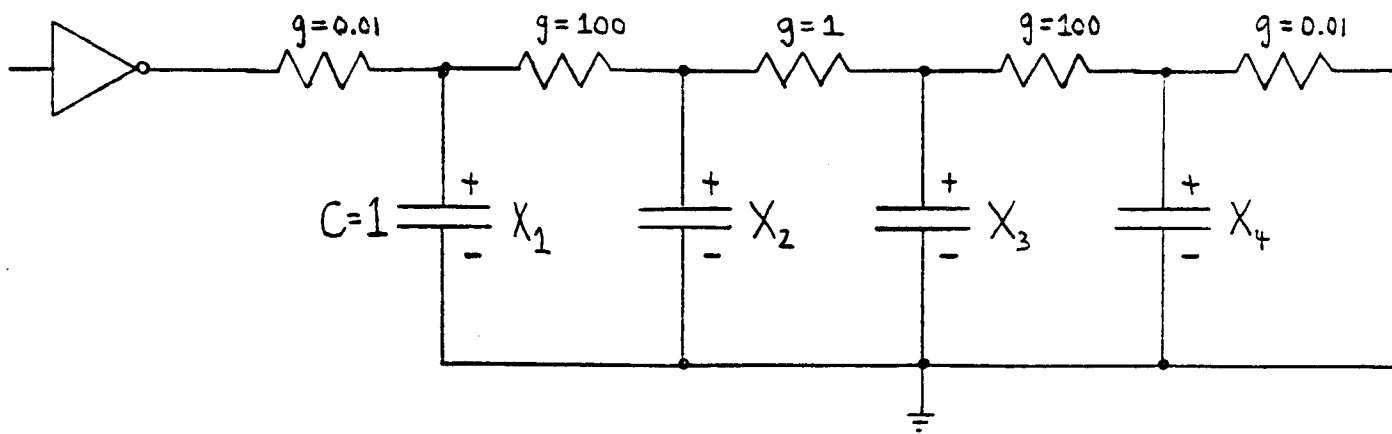 g=0.01 g=100 g=1 g=100 g=0.01
+ + + +
C=1 X1 X2 X3 X4
- - - -